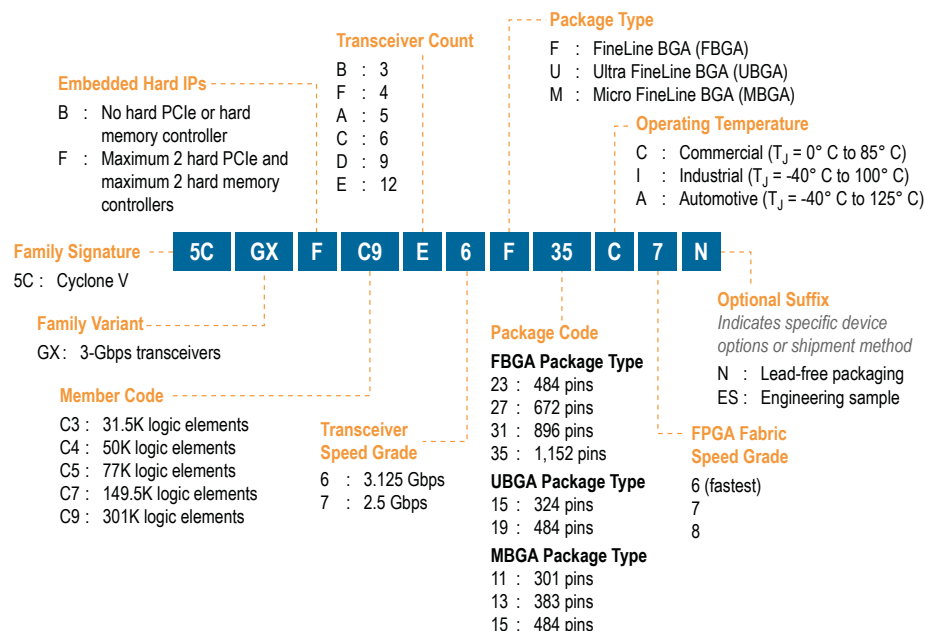 Package Type
F : FineLine BGA (FBGA)
U : Ultra FineLine BGA (UBGA)
M : Micro FineLine BGA (MBGA)
Transceiver Count
B : 3
F : 4
A : 5
C : 6
D : 9
E : 12
Embedded Hard IPs
B : No hard PCIe or hard
memory controller
F : Maximum 2 hard PCIe and
maximum 2 hard memory
controllers
Operating Temperature
C : Commercial (TJ = 0° C to 85° C)
I : Industrial (TJ = -40° C to 100° C)
A : Automotive (TJ = -40° C to 125° C)
Family Signature
5C : Cyclone V
5C GX F C9 E 6 F 35 C 7 N
Family Variant
GX : 3-Gbps transceivers
Member Code
C3 : 31.5K logic elements
C4 : 50K logic elements
C5 : 77K logic elements
C7 : 149.5K logic elements
C9 : 301K logic elements
Transceiver
Speed Grade
6 : 3.125 Gbps
7 : 2.5 Gbps
Package Code
FBGA Package Type
23 : 484 pins
27 : 672 pins
31 : 896 pins
35 : 1,152 pins
UBGA Package Type
15 : 324 pins
19 : 484 pins
MBGA Package Type
11 : 301 pins
13 : 383 pins
15 : 484 pins
Optional Suffix
Indicates specific device
options or shipment method
N : Lead-free packaging
ES : Engineering sample
FPGA Fabric
Speed Grade
6 (fastest)
7
8